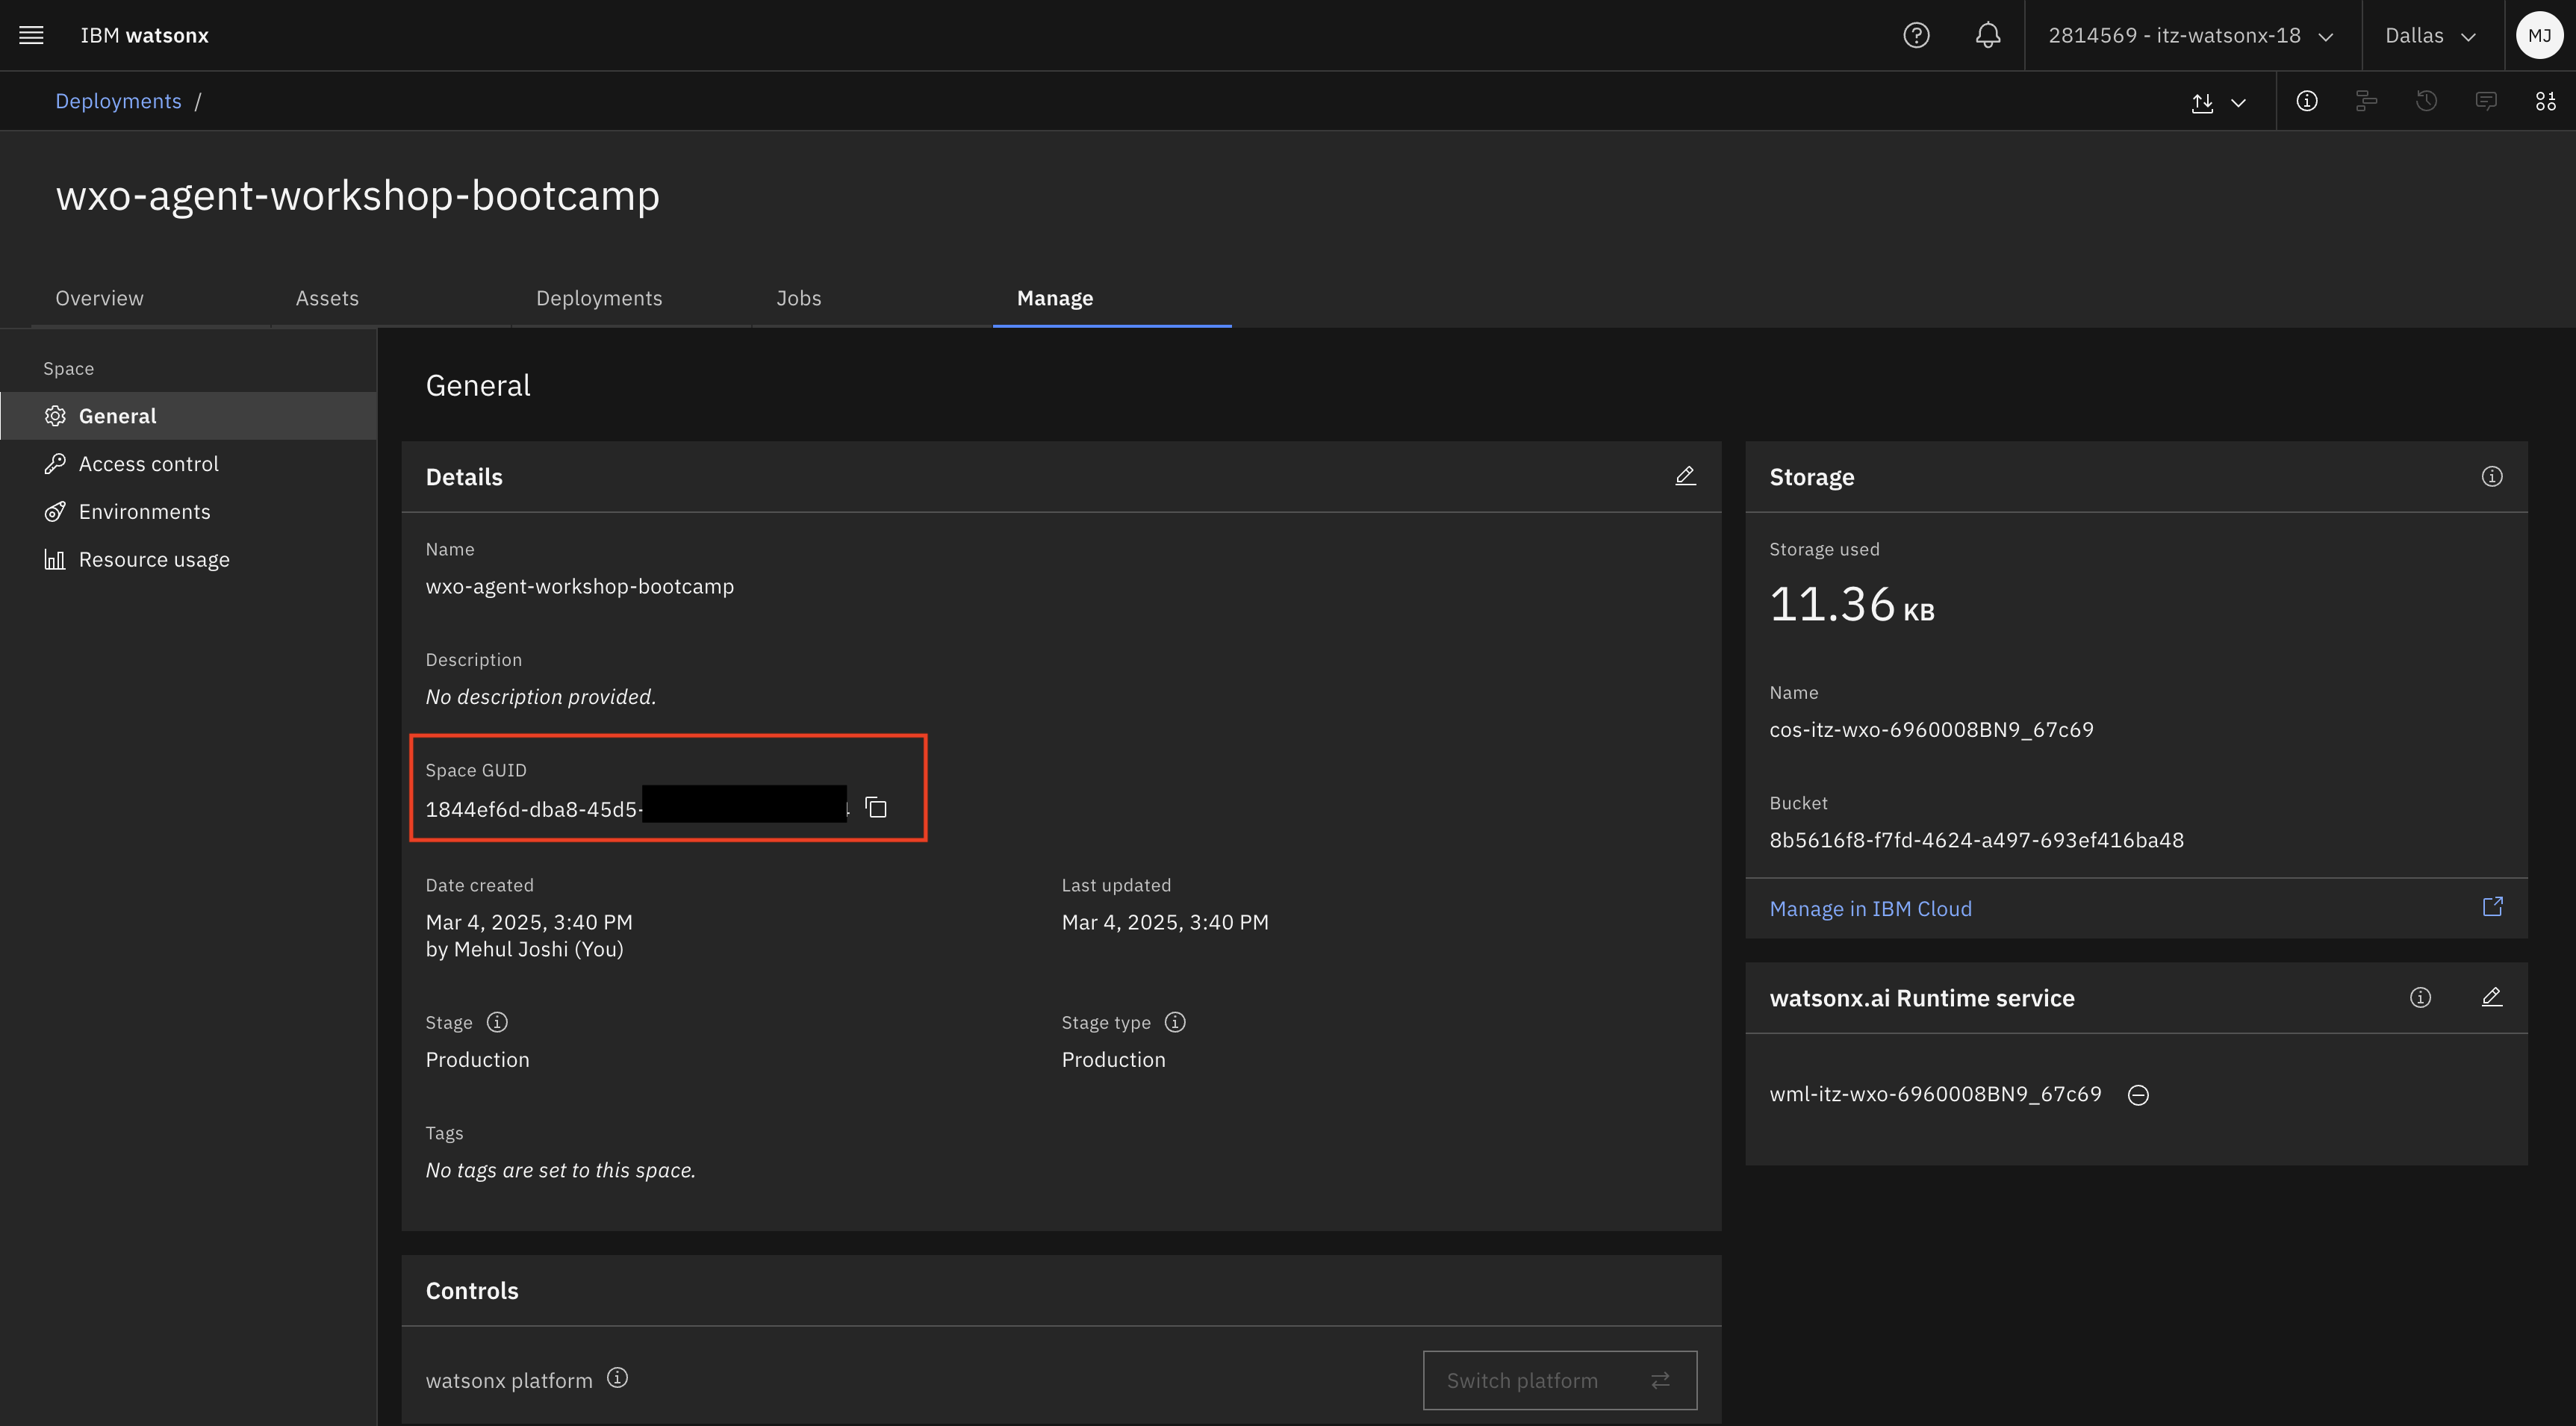 IBM watsonx
2814569 - itz-watsonx-18
Dallas
MJ
Deployments /
wxo-agent-workshop-bootcamp
Overview
Assets
Deployments
Jobs
Manage
Space
General
Access control
Environments
Resource usage
General
Details
Name
wxo-agent-workshop-bootcamp
Description
No description provided.
Space GUID
1844ef6d-dba8-45d5-
Date created
Mar 4, 2025, 3:40 PM
by Mehul Joshi (You)
Last updated
Mar 4, 2025, 3:40 PM
Stage
Production
Stage type
Production
Tags
No tags are set to this space.
Controls
watsonx platform
Switch platform
Storage
Storage used
11.36 KB
Name
cos-itz-wxo-6960008BN9_67c69
Bucket
8b5616f8-f7fd-4624-a497-693ef416ba48
Manage in IBM Cloud
watsonx.ai Runtime service
wml-itz-wxo-6960008BN9_67c69